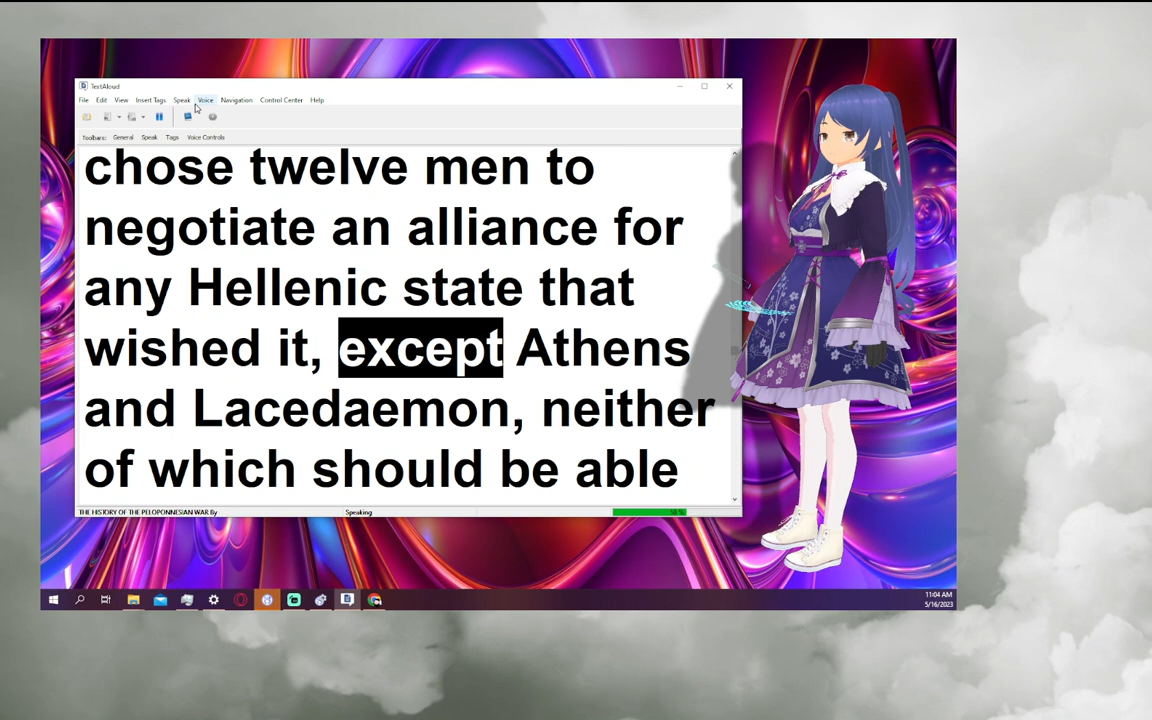 TextAloud
File Edit View Insert Tags Speak Voice Navigation Control Center Help
Toolbars: General Speak Tags Voice Controls
chose twelve men to
negotiate an alliance for
any Hellenic state that
wished it, except Athens
and Lacedaemon, neither
of which should be able
THE HISTORY OF THE PELOPONNESIAN WAR By Speaking
11:04 AM
5/16/2023